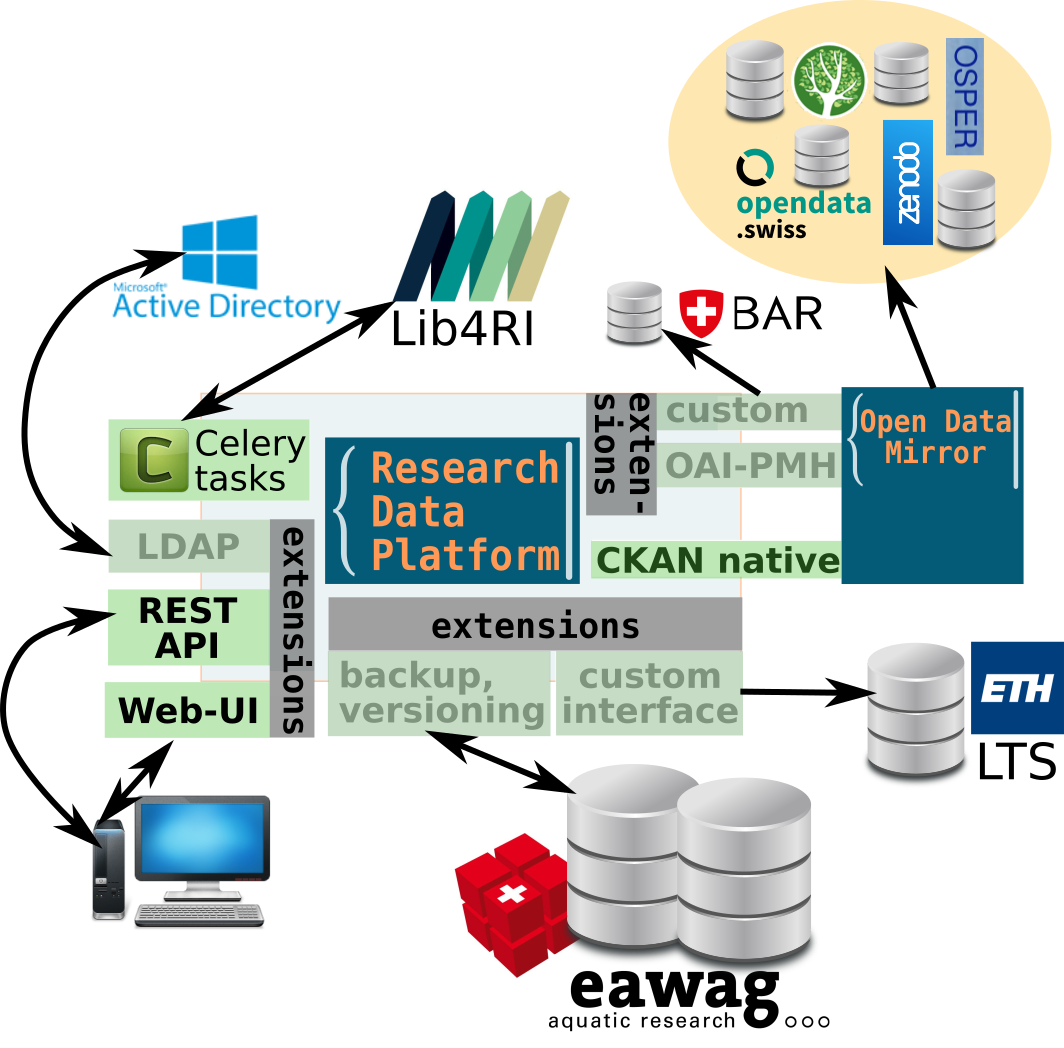 OSPER
zenodo
opendata
.swiss
Microsoft®
Active Directory
Lib4RI
BAR
C
Celery
tasks
Research
Data
Platform
exten-
sions
custom
OAI-PMH
Open Data
Mirror
CKAN native
LDAP
REST
API
Web-UI
extensions
extensions
backup,
versioning
custom
interface
ETH
LTS
eawag
aquatic research